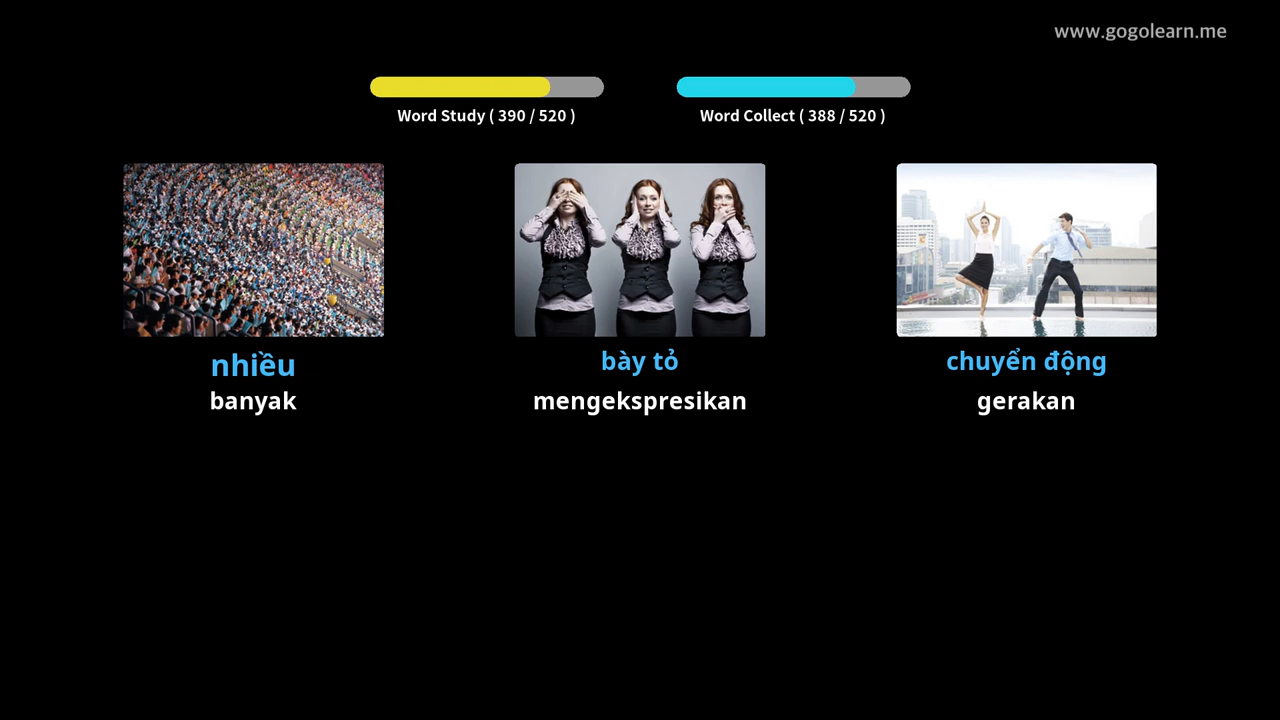 www.gogolearn.me
Word Study ( 390 / 520 )
Word Collect ( 388 / 520 )
nhiều
banyak
bày tỏ
mengekspresikan
chuyển động
gerakan